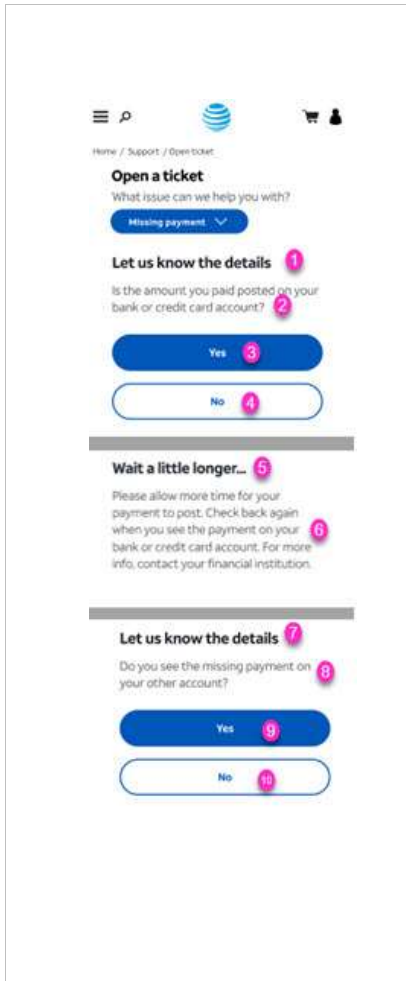 Home / Support / Open ticket
Open a ticket
What issue can we help you with?
Missing payment
Let us know the details 1
Is the amount you paid posted on your
bank or credit card account? 2
Yes 3
No 4
Wait a little longer... 5
Please allow more time for your
payment to post. Check back again
when you see the payment on your 6
bank or credit card account. For more
info, contact your financial institution.
Let us know the details 7
Do you see the missing payment on 8
your other account?
Yes 9
No 10